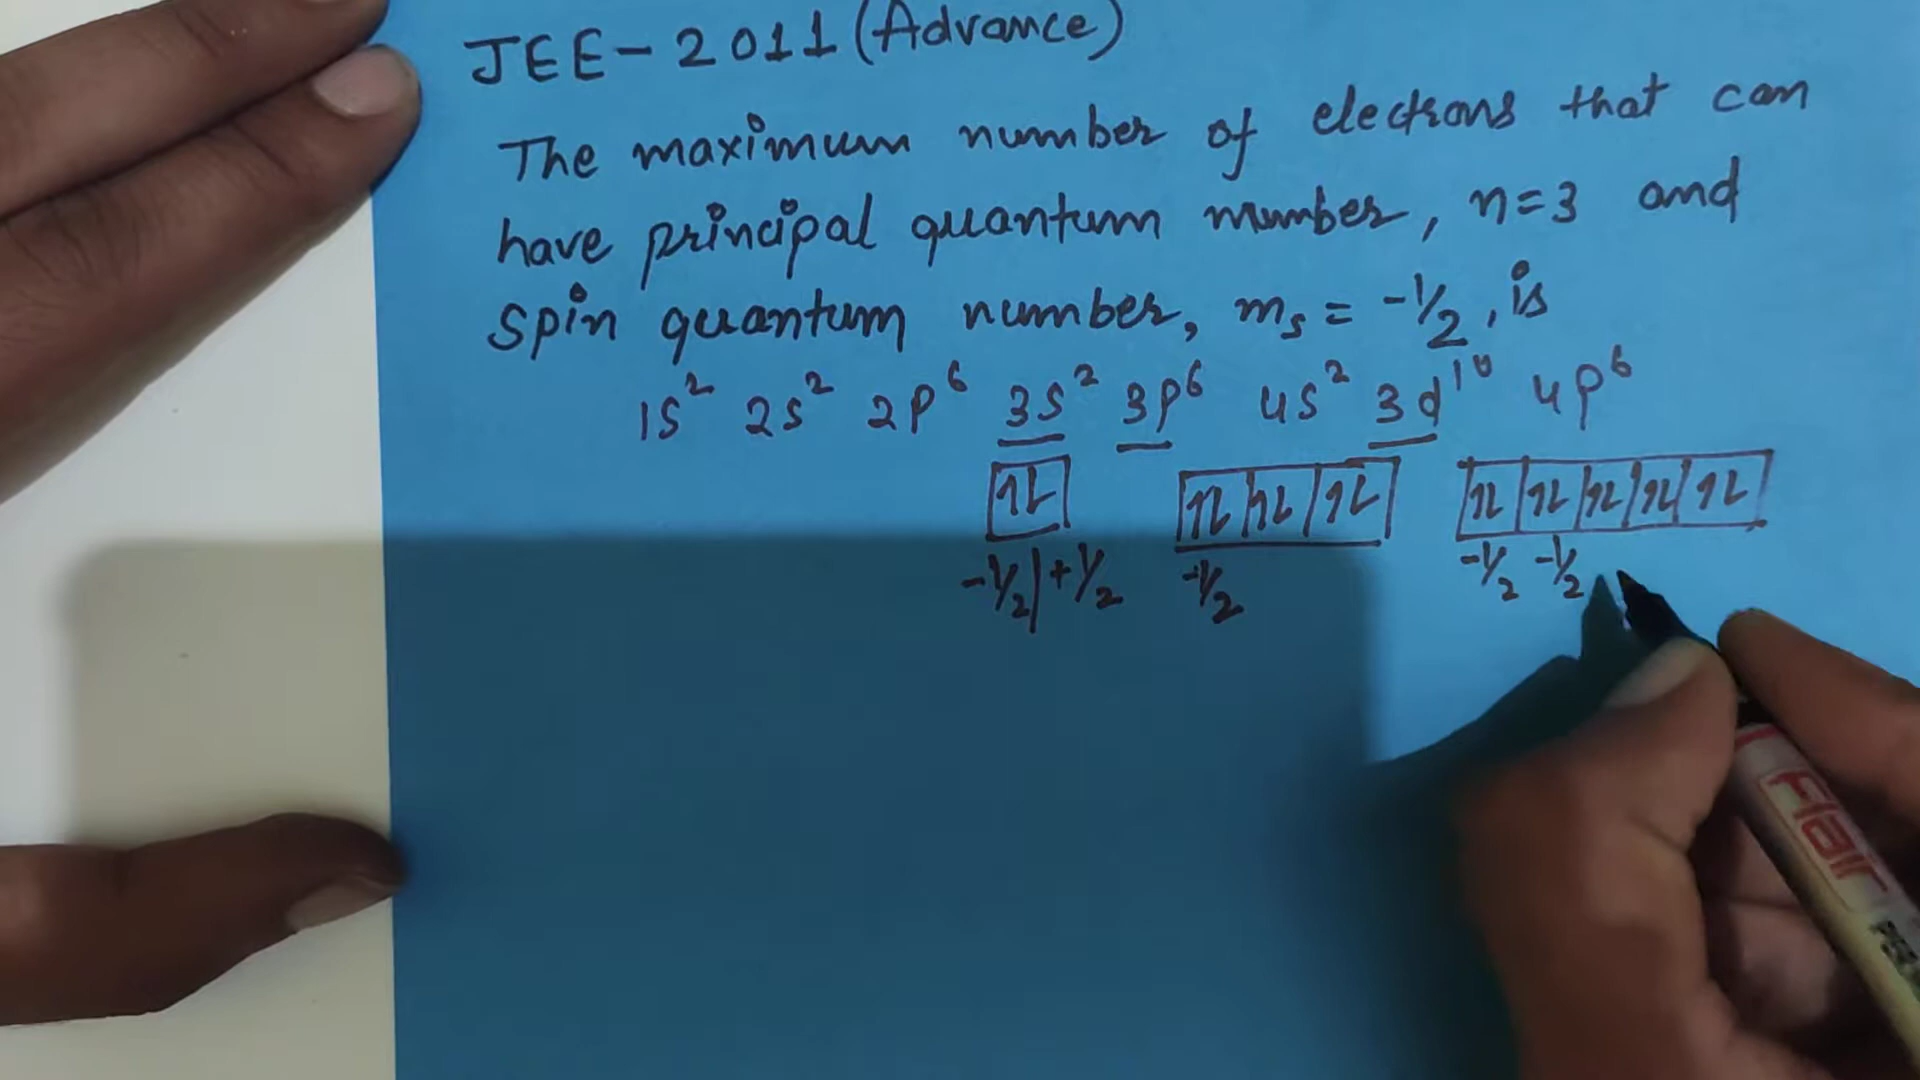 JEE-2011 (Advance)
The maximum number of electrons that can
have principal quantum number, n=3 and
spin quantum number, mₛ = -1/2, is
1s² 2s² 2p⁶ 3s² 3p⁶ 4s² 3d¹⁰ 4p⁶
-1/2 | +1/2 -1/2 -1/2 -1/2
Flair